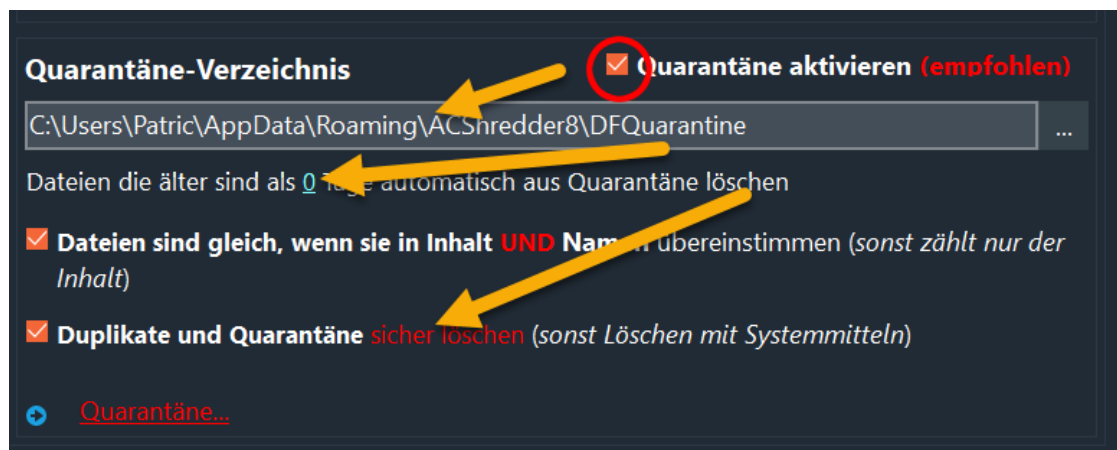 Quarantäne-Verzeichnis
Quarantäne aktivieren (empfohlen)
C:\Users\Patric\AppData\Roaming\ACShredder8\DFQuarantine
...
Dateien die älter sind als 0 Tage automatisch aus Quarantäne löschen
Dateien sind gleich, wenn sie in Inhalt UND Namen übereinstimmen (sonst zählt nur der
Inhalt)
Duplikate und Quarantäne sicher löschen (sonst Löschen mit Systemmitteln)
Quarantäne...